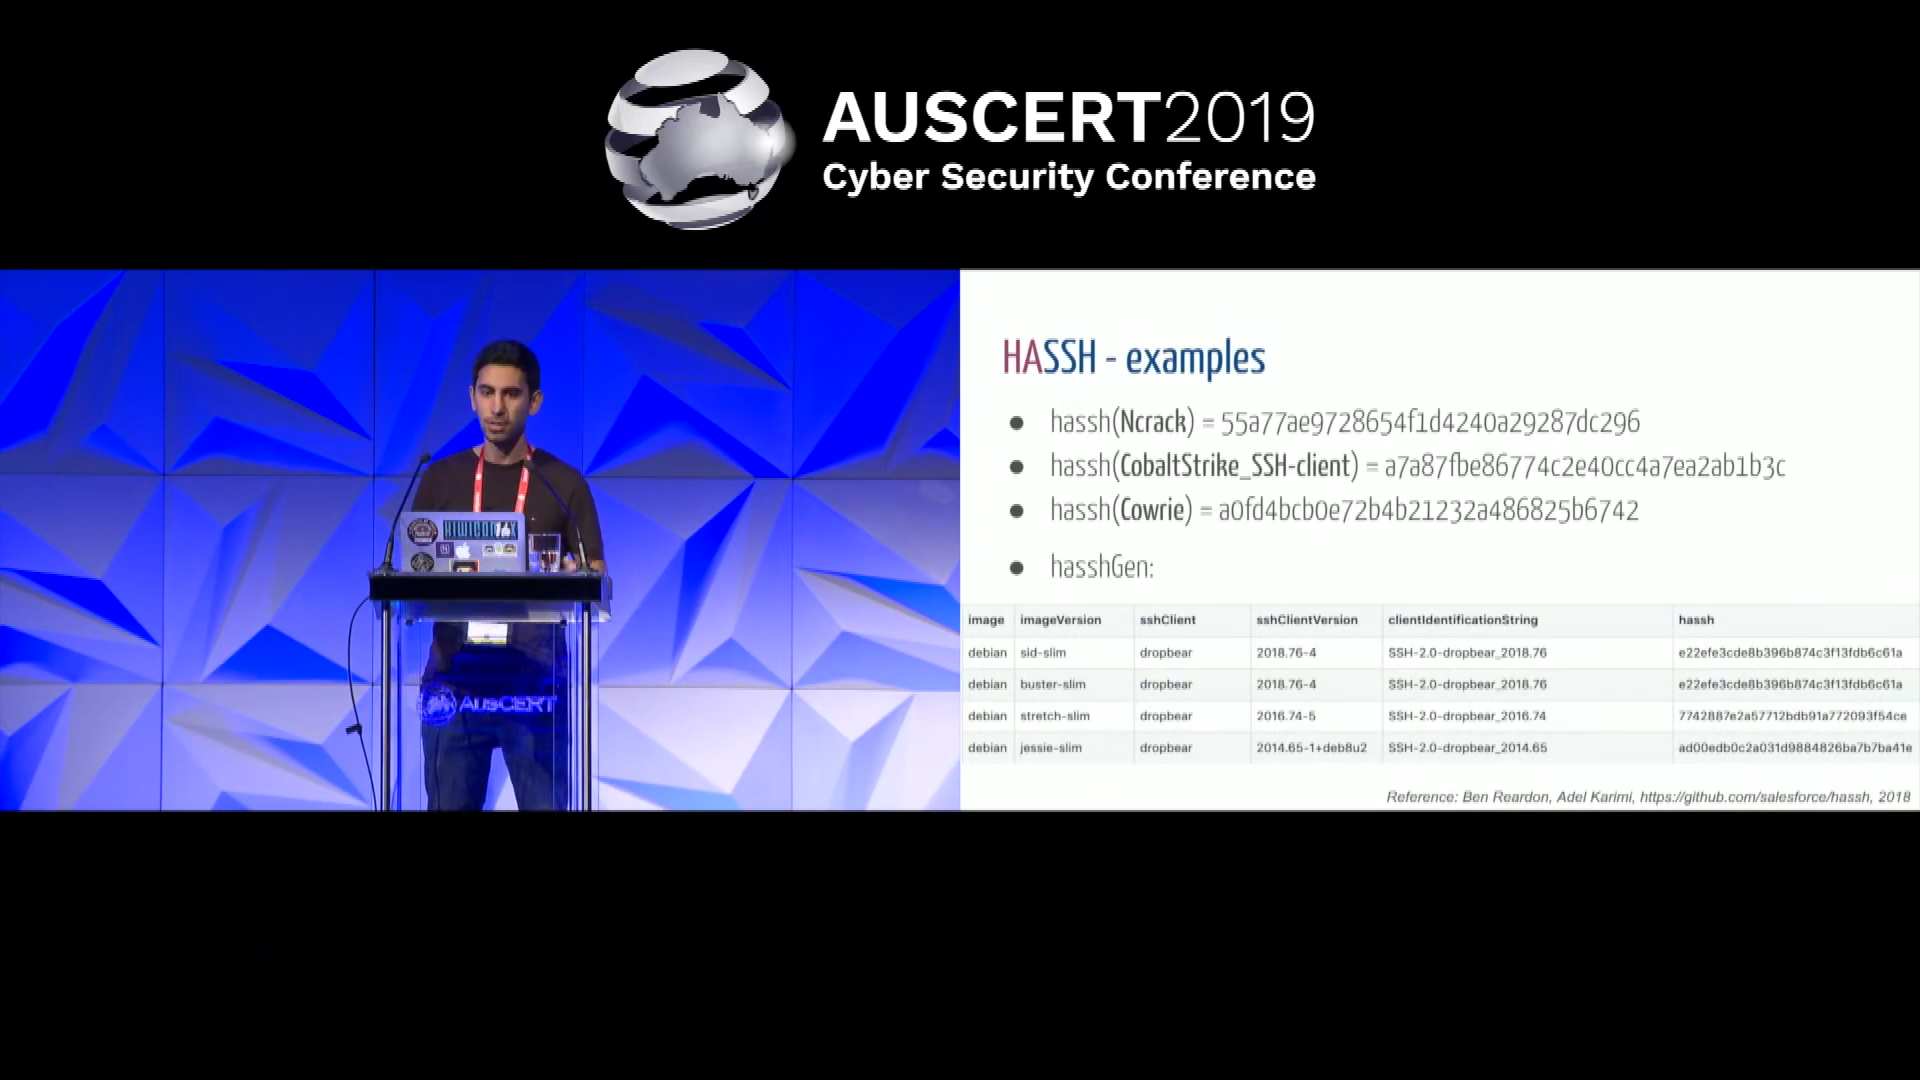 AUSCERT2019
Cyber Security Conference
HASSH - examples
● hassh(Ncrack) = 55a77ae9728654f1d4240a29287dc296
● hassh(CobaltStrike_SSH-client) = a7a87fbe86774c2e40cc4a7ea2ab1b3c
● hassh(Cowrie) = a0fd4bcb0e72b4b21232a486825b6742
● hasshGen:
image imageVersion sshClient sshClientVersion clientIdentificationString hassh
debian sid-slim dropbear 2018.76-4 SSH-2.0-dropbear_2018.76 e22efe3cde8b396b874c3f13fdb6c61a
debian buster-slim dropbear 2018.76-4 SSH-2.0-dropbear_2018.76 e22efe3cde8b396b874c3f13fdb6c61a
debian stretch-slim dropbear 2016.74-5 SSH-2.0-dropbear_2016.74 7742887e2a57712bdb91a772093f54ce
debian jessie-slim dropbear 2014.65-1+deb8u2 SSH-2.0-dropbear_2014.65 ad00edb0c2a031d9884826ba7b7ba41e
Reference: Ben Reardon, Adel Karimi, https://github.com/salesforce/hassh, 2018
AUSCERT